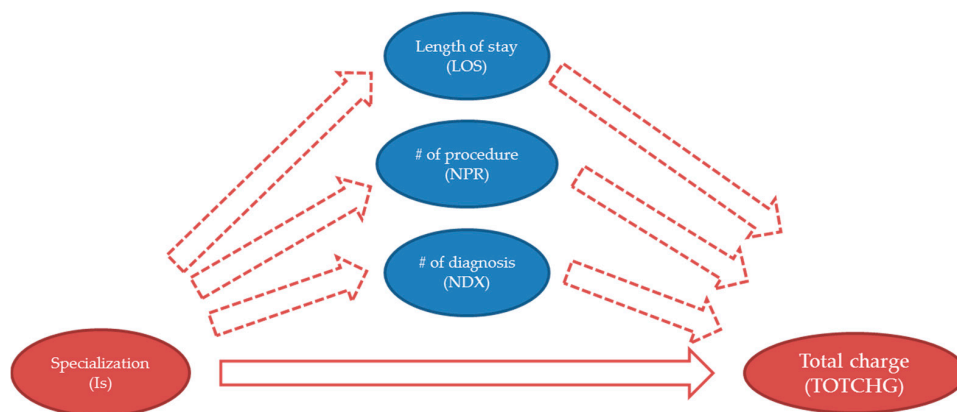 Length of stay
(LOS)
# of procedure
(NPR)
# of diagnosis
(NDX)
Specialization
(Is)
Total charge
(TOTCHG)